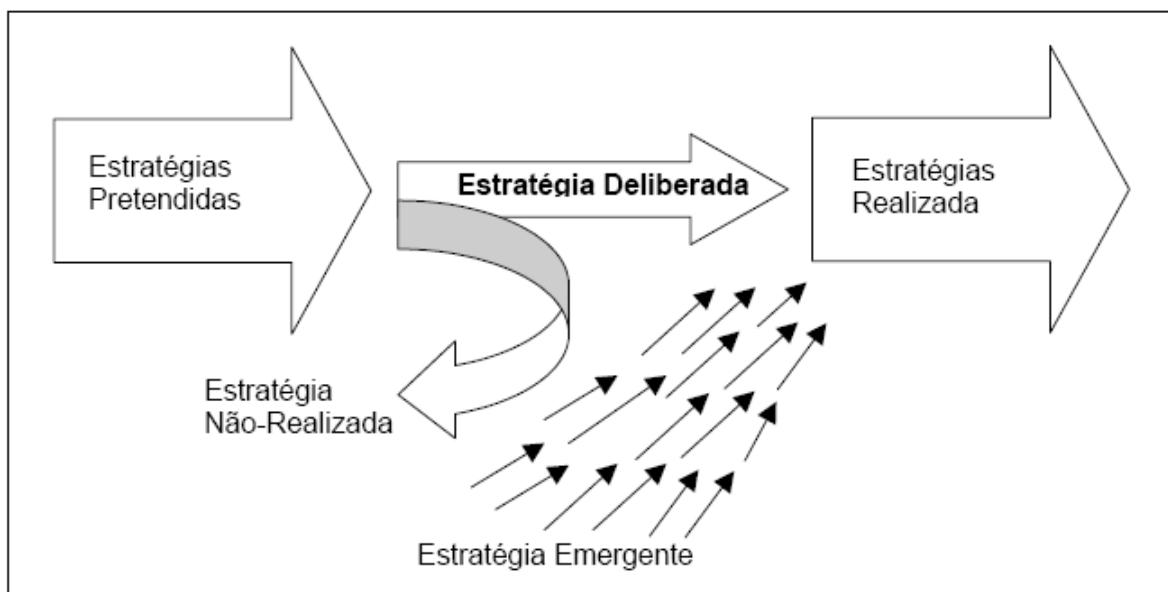 Estratégias
Pretendidas
Estratégia Deliberada
Estratégias
Realizada
Estratégia
Não-Realizada
Estratégia Emergente